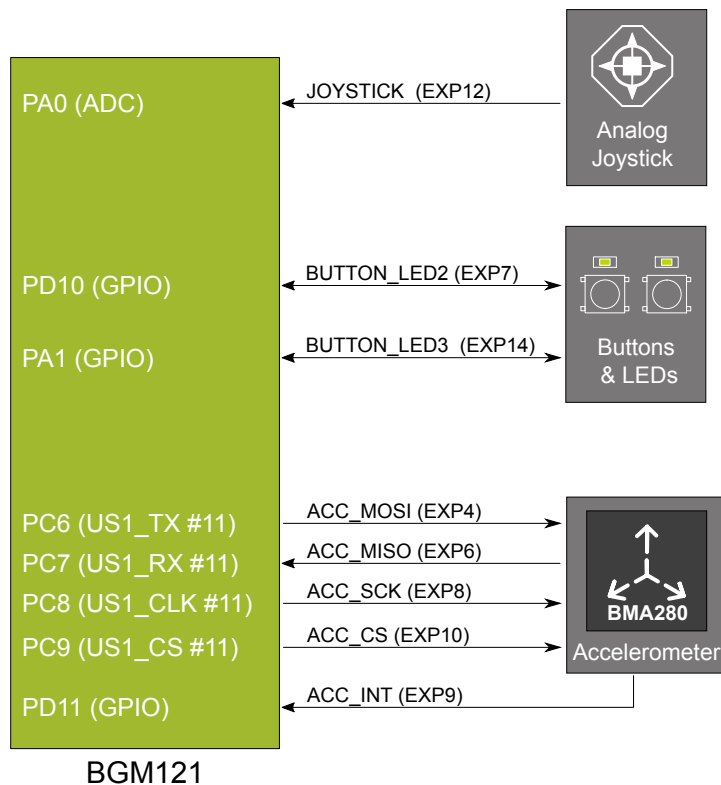 PA0 (ADC)
JOYSTICK (EXP12)
Analog
Joystick
PD10 (GPIO)
BUTTON_LED2 (EXP7)
PA1 (GPIO)
BUTTON_LED3 (EXP14)
Buttons
& LEDs
PC6 (US1_TX #11)
ACC_MOSI (EXP4)
PC7 (US1_RX #11)
ACC_MISO (EXP6)
PC8 (US1_CLK #11)
ACC_SCK (EXP8)
PC9 (US1_CS #11)
ACC_CS (EXP10)
BMA280
Accelerometer
PD11 (GPIO)
ACC_INT (EXP9)
BGM121